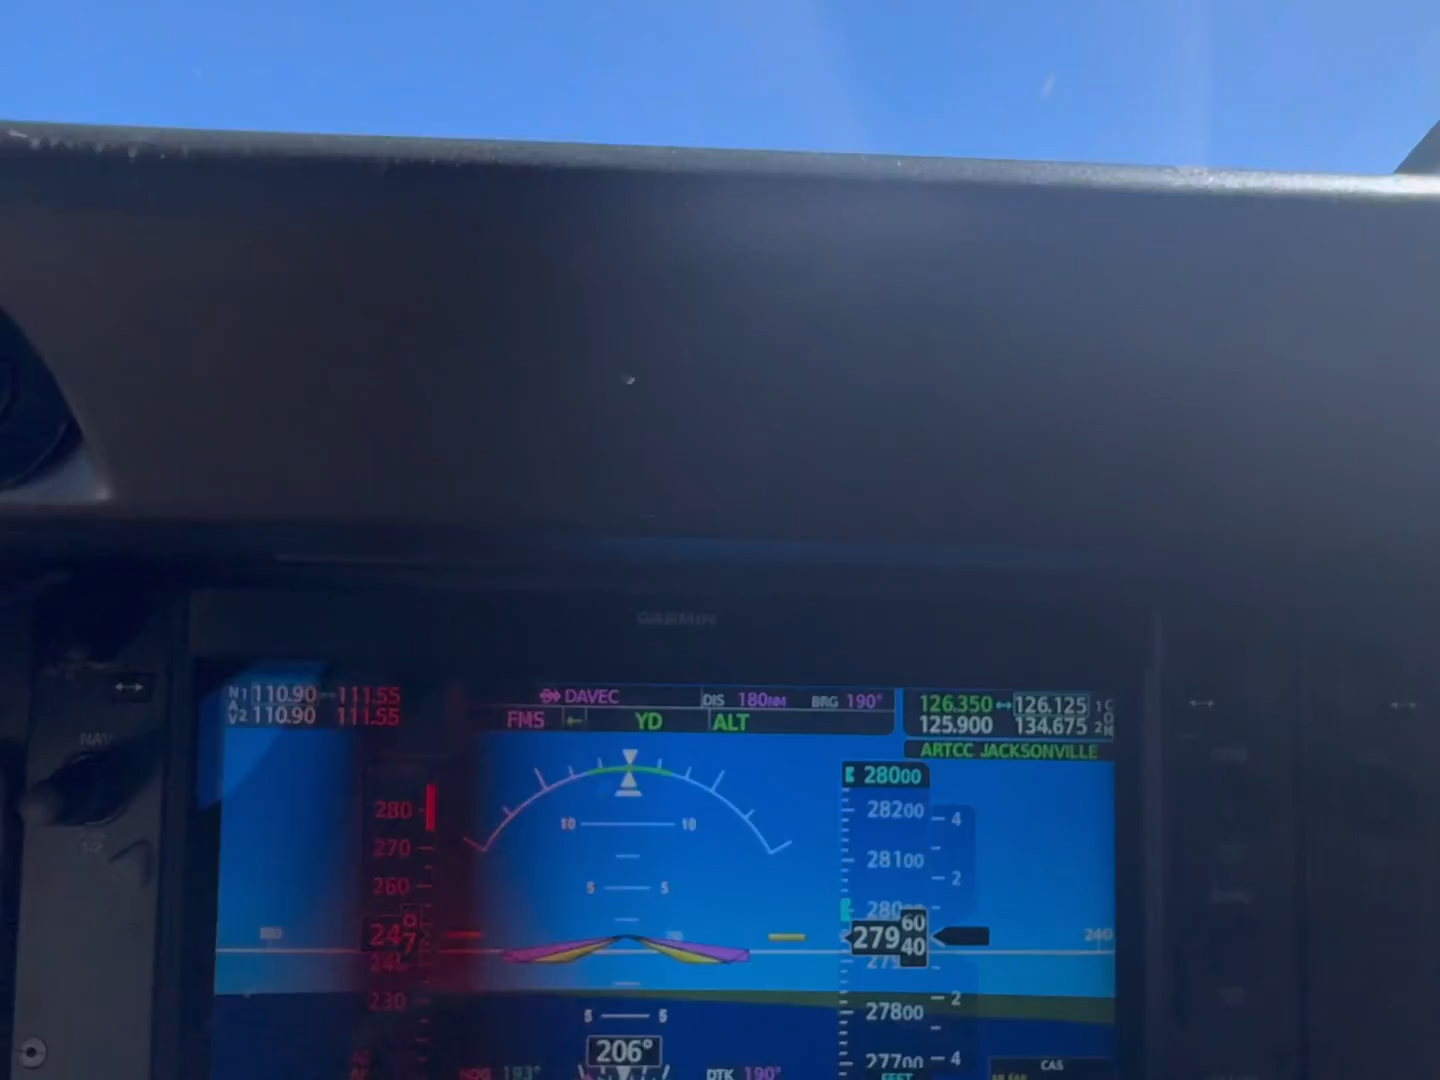 GARMIN
N1 110.90 ↔ 111.55
A
V2 110.90 111.55
DAVEC DIS 180NM BRG 190°
FMS ← YD ALT
126.350 ↔ 126.125 1C
O
125.900 134.675 2M
ARTCC JACKSONVILLE
NAV
28000
280
28200
4
10 10
270
28100
260
5 5
2
280
240
247
279
60
40
230
2
5 5
27800
206°
4
27700
HDG 193°
DTK 190°
FEET
CAS